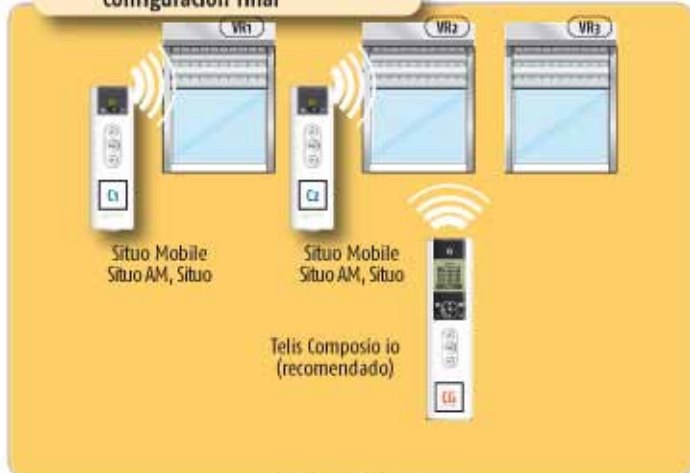 configuración final
VR1
VR2
VR3
C1
C2
Situo Mobile
Situo AM, Situo
Situo Mobile
Situo AM, Situo
Telis Composio io
(recomendado)
CG